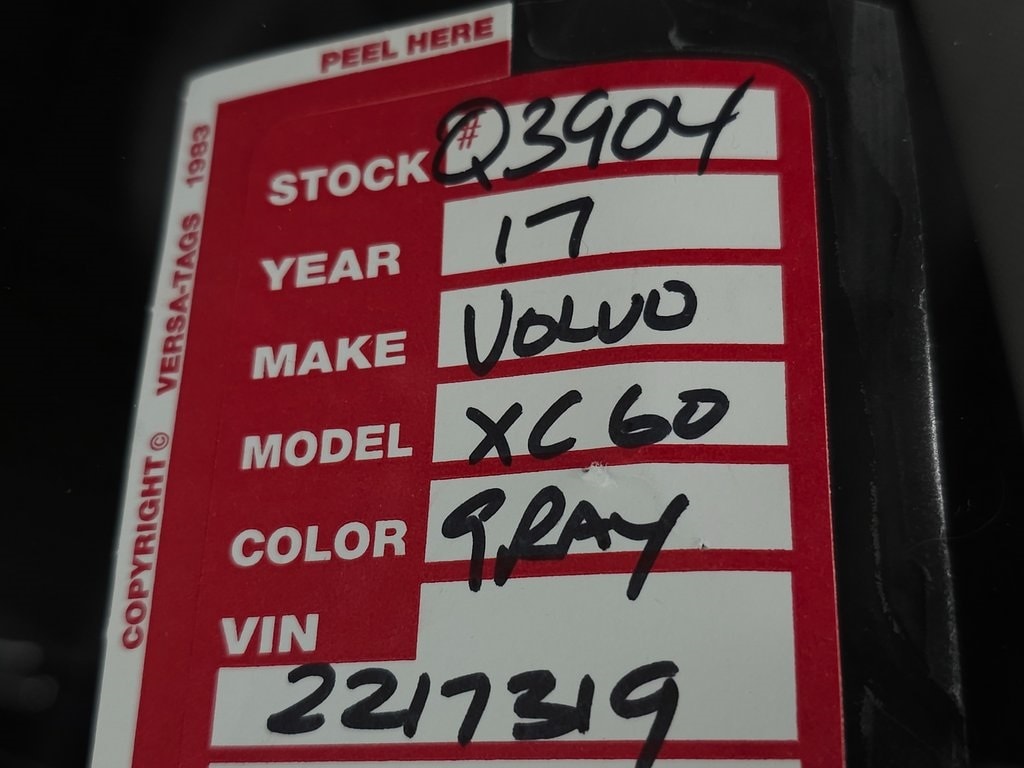 PEEL HERE
COPYRIGHT © VERSA-TAGS 1983
STOCK # Q3904
YEAR 17
MAKE VOLVO
MODEL XC60
COLOR GRAY
VIN
2217319